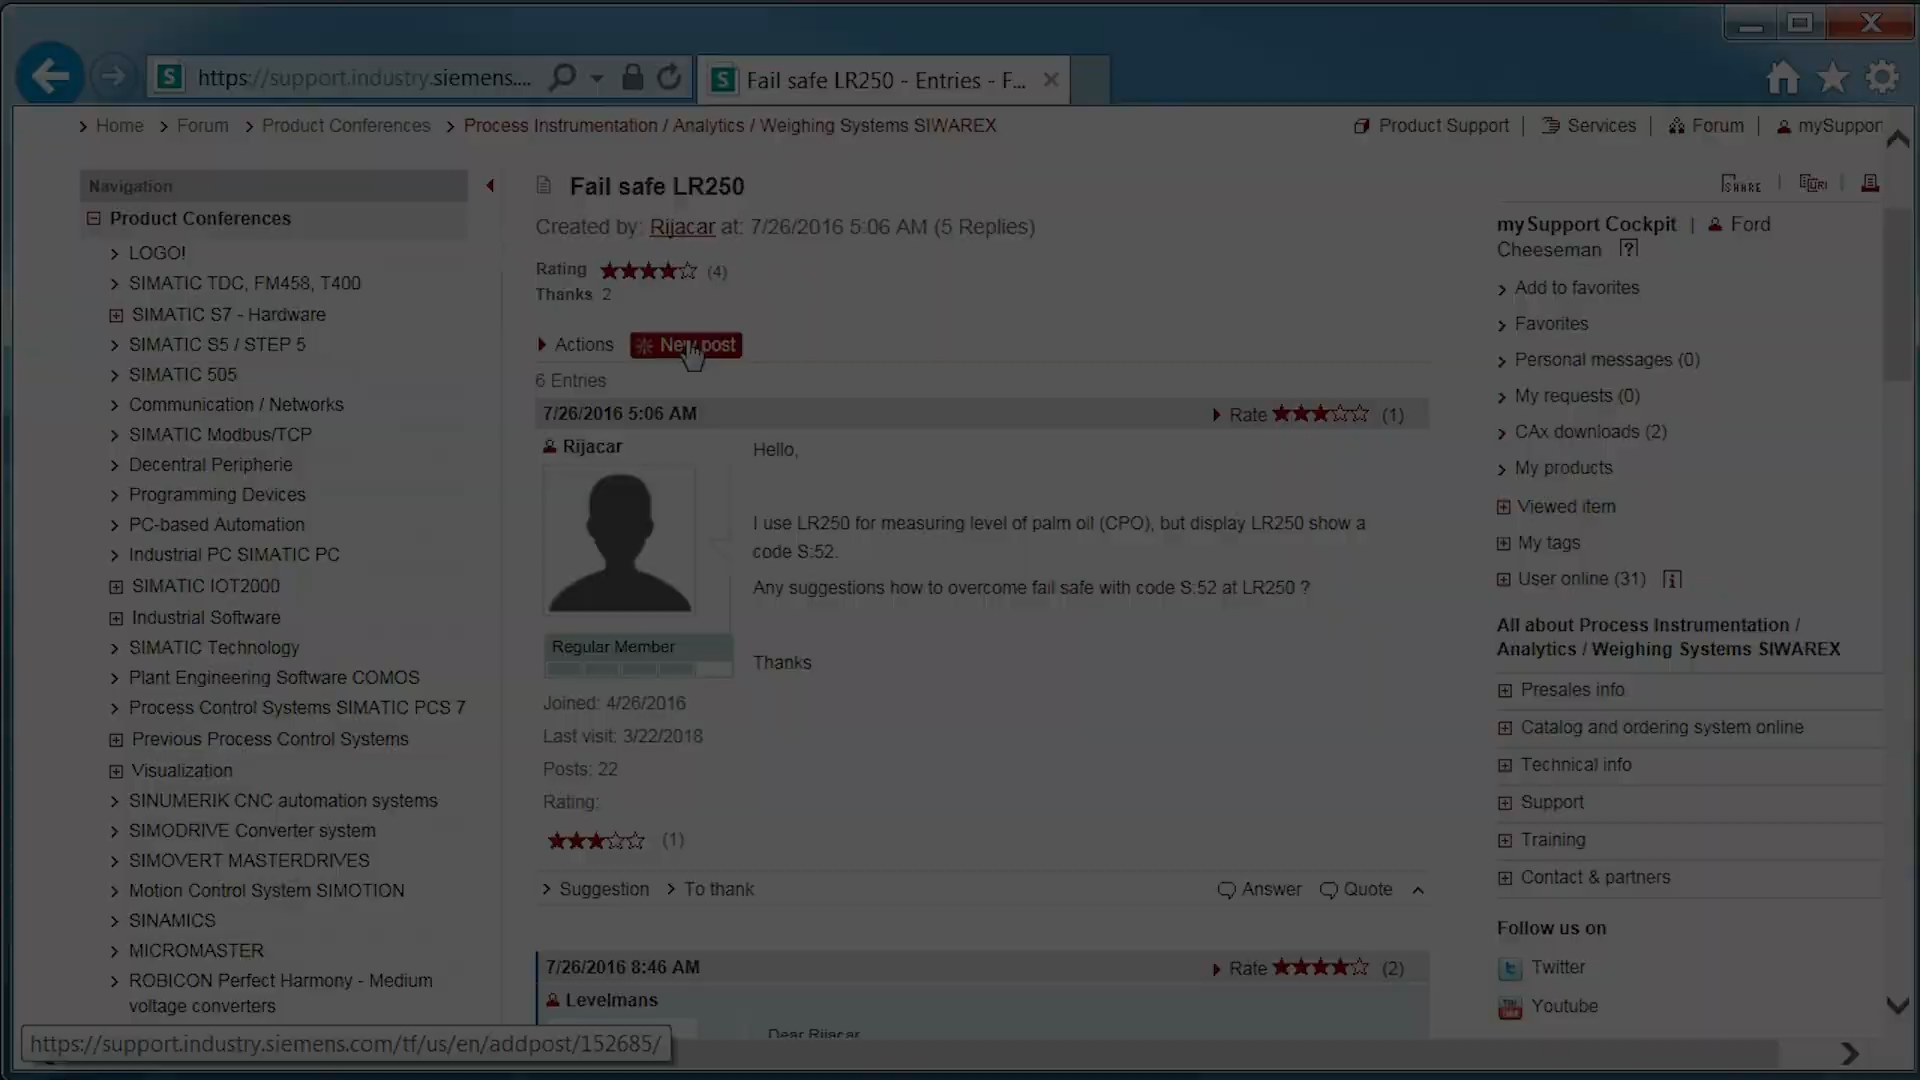 https://support.industry.siemens....
Fail safe LR250 - Entries - F...
Home
Forum
Product Conferences
Process Instrumentation / Analytics / Weighing Systems SIWAREX
Product Support
Services
Forum
mySuppor
Navigation
Product Conferences
LOGO!
SIMATIC TDC, FM458, T400
SIMATIC S7 - Hardware
SIMATIC S5 / STEP 5
SIMATIC 505
Communication / Networks
SIMATIC Modbus/TCP
Decentral Peripherie
Programming Devices
PC-based Automation
Industrial PC SIMATIC PC
SIMATIC IOT2000
Industrial Software
SIMATIC Technology
Plant Engineering Software COMOS
Process Control Systems SIMATIC PCS 7
Previous Process Control Systems
Visualization
SINUMERIK CNC automation systems
SIMODRIVE Converter system
SIMOVERT MASTERDRIVES
Motion Control System SIMOTION
SINAMICS
MICROMASTER
ROBICON Perfect Harmony - Medium
voltage converters
https://support.industry.siemens.com/tf/us/en/addpost/152685/
Fail safe LR250
Created by: Rijacar at: 7/26/2016 5:06 AM (5 Replies)
Rating (4)
Thanks 2
Actions
New post
6 Entries
7/26/2016 5:06 AM
Rate (1)
Rijacar
Hello,
I use LR250 for measuring level of palm oil (CPO), but display LR250 show a
code S:52.
Any suggestions how to overcome fail safe with code S:52 at LR250 ?
Thanks
Regular Member
Joined: 4/26/2016
Last visit: 3/22/2018
Posts: 22
Rating:
(1)
Suggestion
To thank
Answer
Quote
7/26/2016 8:46 AM
Rate (2)
Levelmans
Dear Rijacar
SHARE
URI
mySupport Cockpit | Ford
Cheeseman
Add to favorites
Favorites
Personal messages (0)
My requests (0)
CAx downloads (2)
My products
Viewed item
My tags
User online (31)
All about Process Instrumentation /
Analytics / Weighing Systems SIWAREX
Presales info
Catalog and ordering system online
Technical info
Support
Training
Contact & partners
Follow us on
Twitter
Youtube